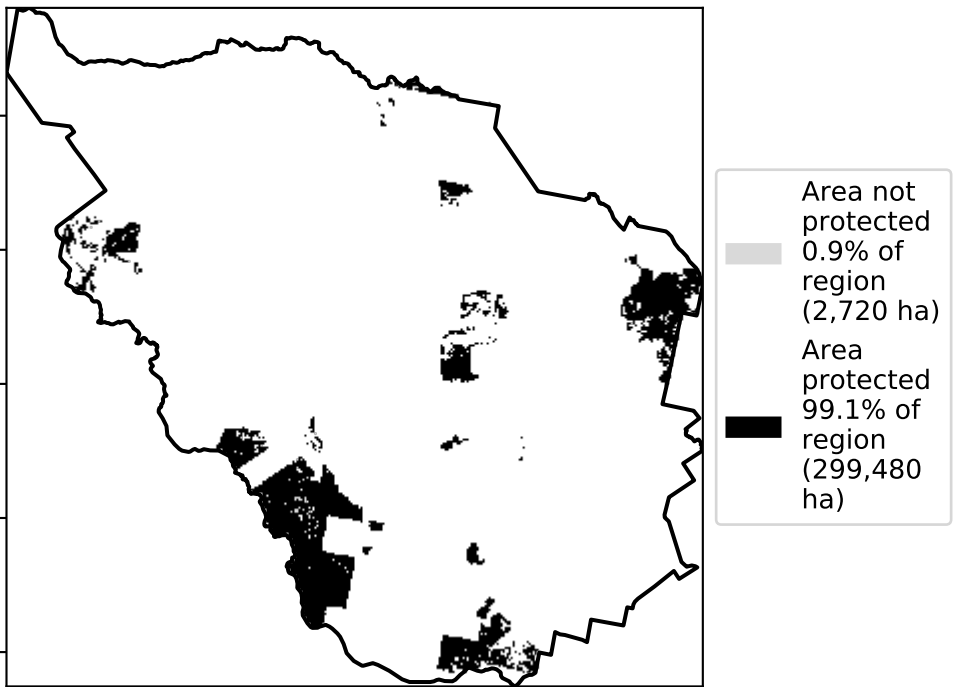 Area not
protected
0.9% of
region
(2,720 ha)
Area
protected
99.1% of
region
(299,480
ha)